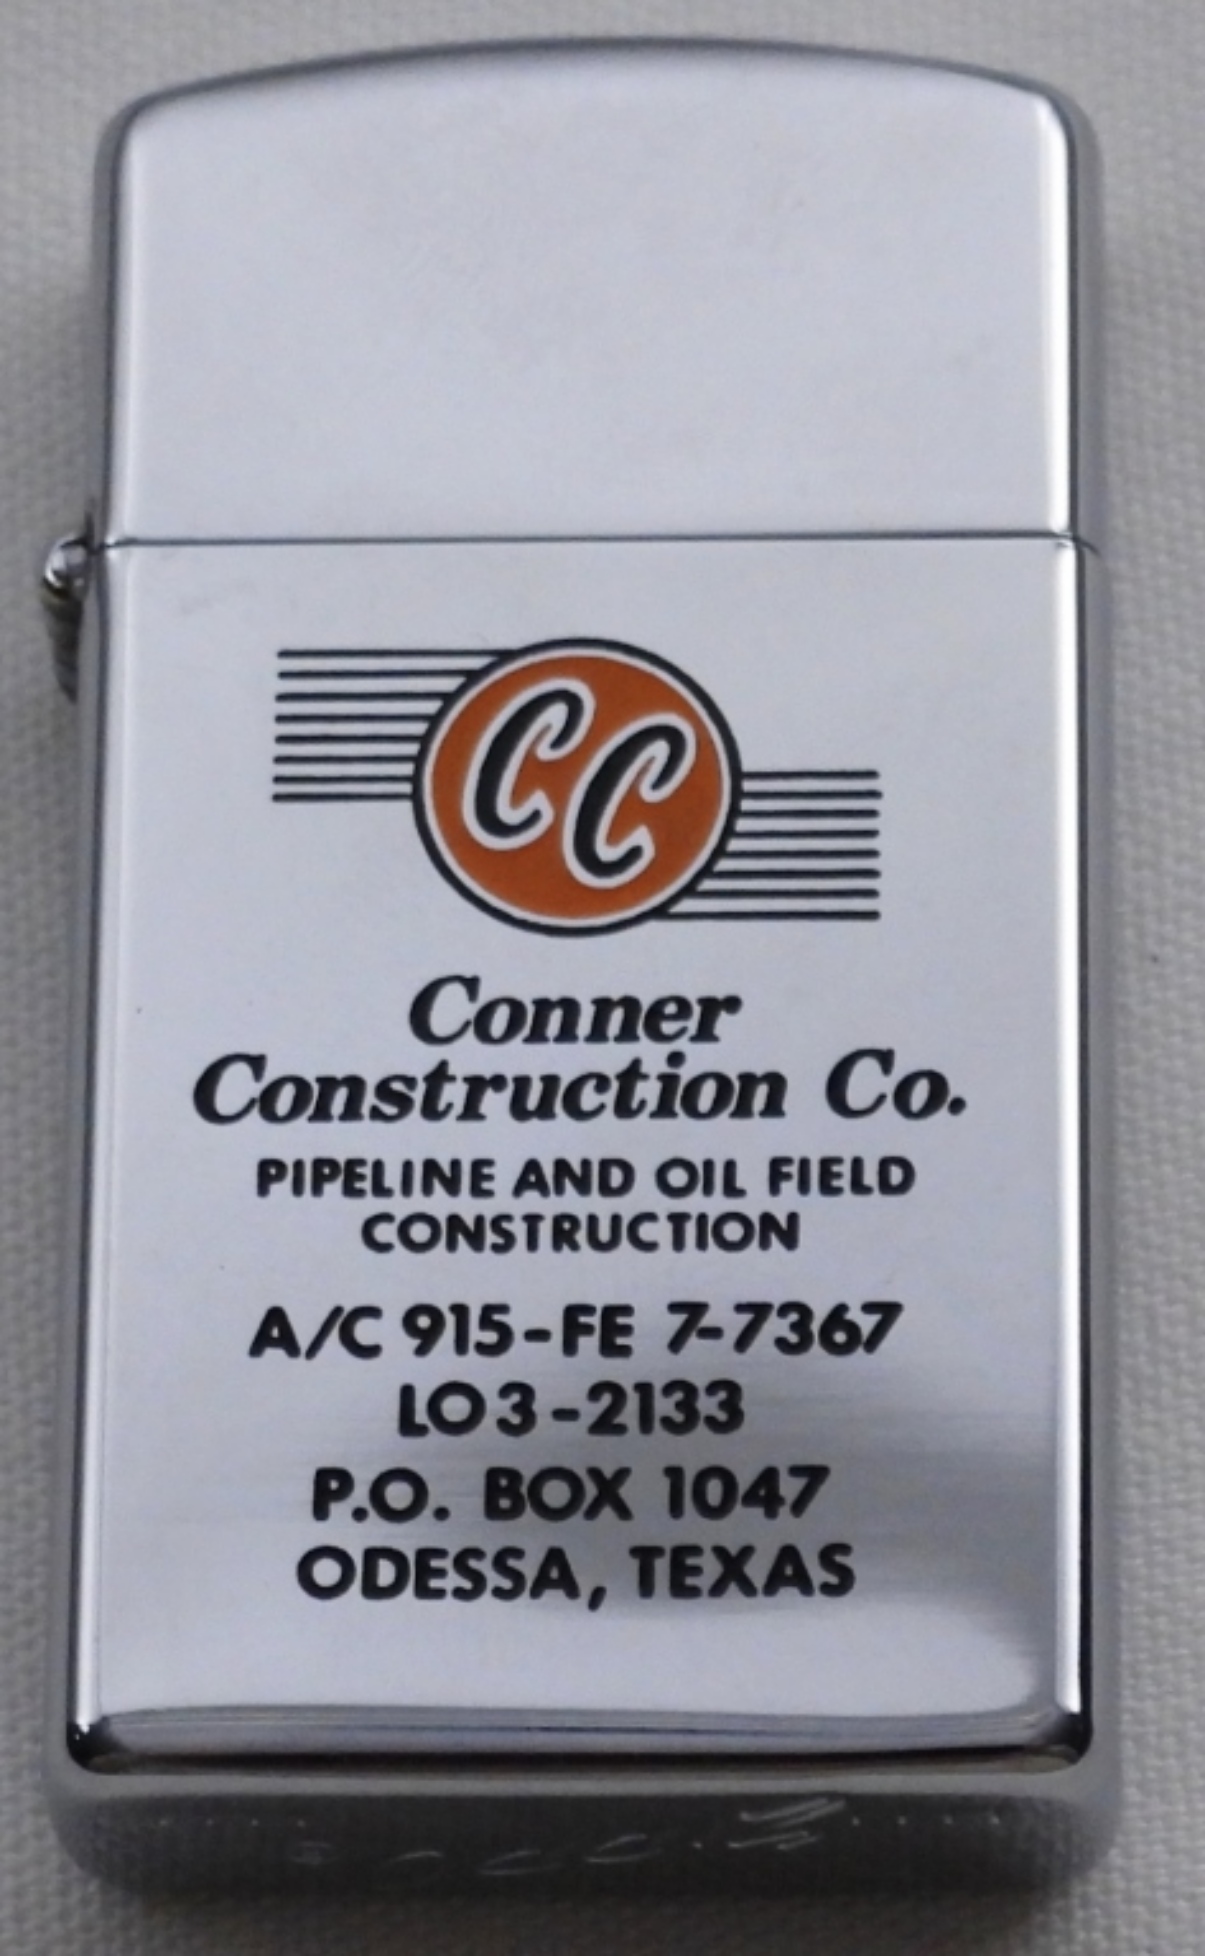 CC
Conner
Construction Co.
PIPELINE AND OIL FIELD
CONSTRUCTION
A/C 915-FE 7-7367
LO3-2133
P.O. BOX 1047
ODESSA, TEXAS